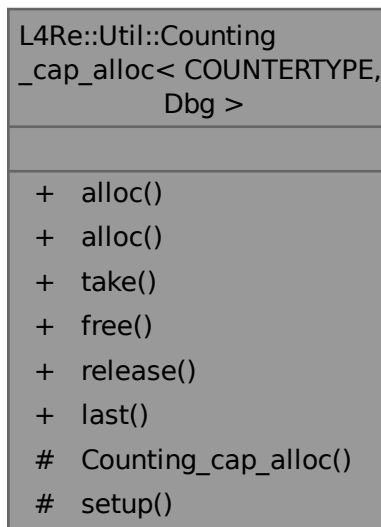 L4Re::Util::Counting
_cap_alloc< COUNTERTYPE,
Dbg >
+ alloc()
+ alloc()
+ take()
+ free()
+ release()
+ last()
# Counting_cap_alloc()
# setup()